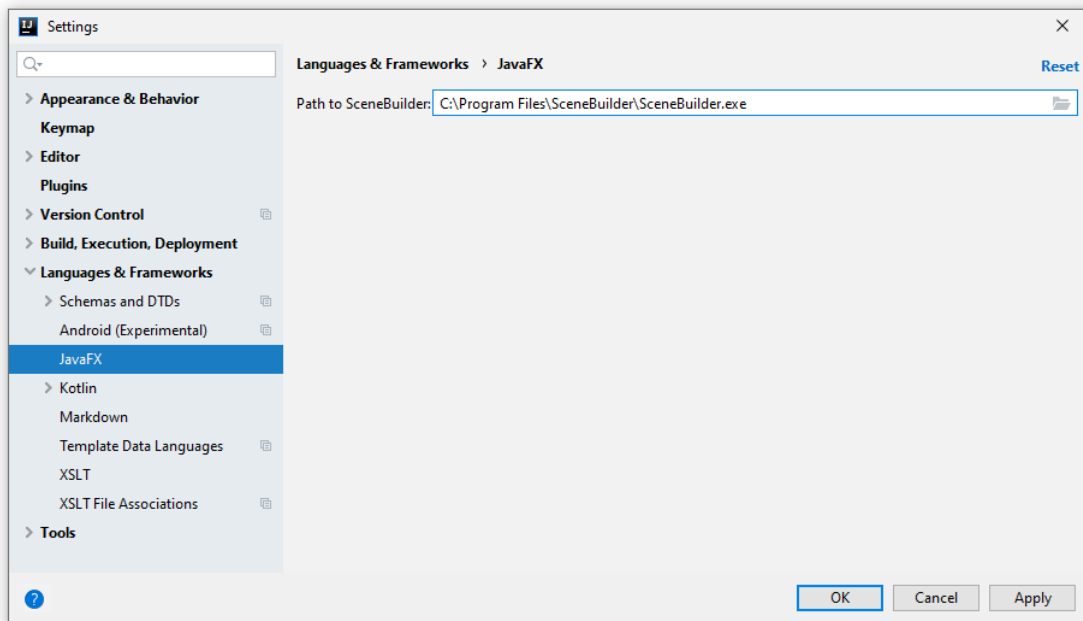 IJ Settings
Languages & Frameworks › JavaFX
Reset
Path to SceneBuilder: C:\Program Files\SceneBuilder\SceneBuilder.exe
Appearance & Behavior
Keymap
Editor
Plugins
Version Control
Build, Execution, Deployment
Languages & Frameworks
Schemas and DTDs
Android (Experimental)
JavaFX
Kotlin
Markdown
Template Data Languages
XSLT
XSLT File Associations
Tools
?
OK
Cancel
Apply